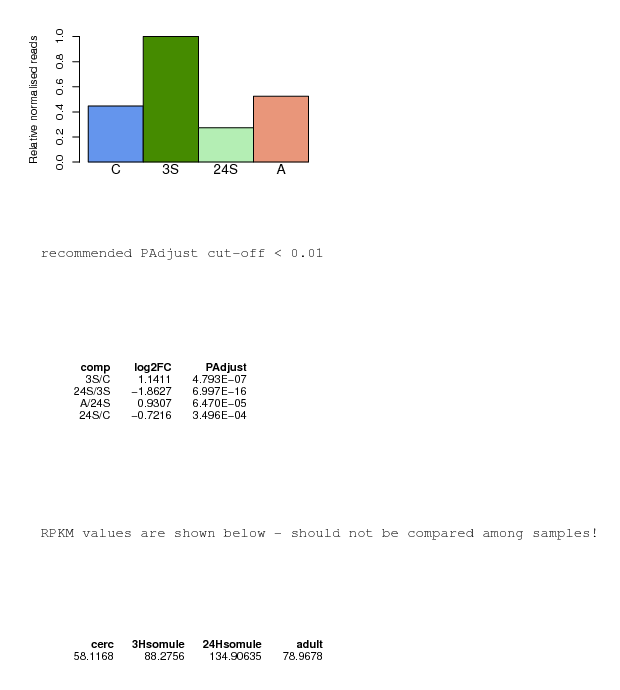 Relative normalised reads
1.0
0.8
0.6
0.4
0.2
0.0
C 3S 24S A
recommended PAdjust cut-off < 0.01
comp log2FC PAdjust
3S/C 1.1411 4.793E-07
24S/3S -1.8627 6.997E-16
A/24S 0.9307 6.470E-05
24S/C -0.7216 3.496E-04
RPKM values are shown below - should not be compared among samples!
cerc 3Hsomule 24Hsomule adult
58.1168 88.2756 134.90635 78.9678